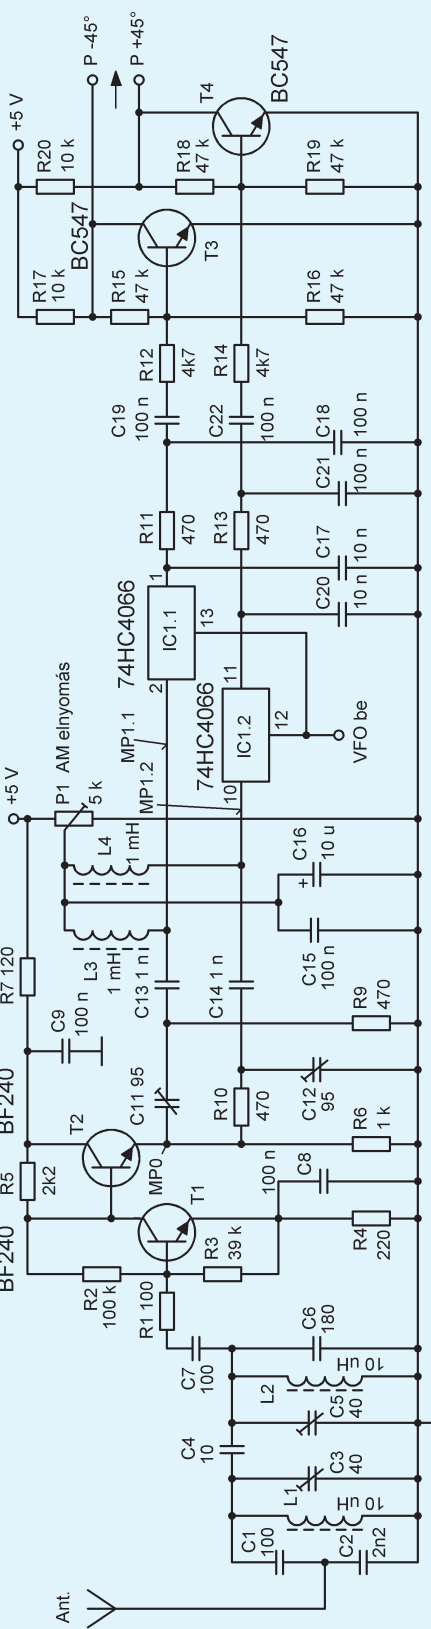 Ant.
C1
100
C2
2n2
L1
10 uH
C3
40
C4
10
C5
40
L2
10 uH
C6
180
C7
100
R1 100
R2
100 k
R3
39 k
R4
220
C8
100 n
BF240
T1
R5
2k2
BF240
T2
MP0
R6
1 k
C11 95
R10
470
C12
95
R9
470
C9
100 n
R7 120
C13 1 n
C14 1 n
L3
1 mH
L4
1 mH
C15
100 n
C16
10 u
+
+5 V
P1 AM elnyomás
5 k
MP1.1
MP1.2
74HC4066
IC1.1
2
1
13
74HC4066
IC1.2
10
11
12
VFO be
C20
10 n
C17
10 n
R11
470
R13
470
C21
100 n
C18
100 n
C19
100 n
C22
100 n
R12
4k7
R14
4k7
R17
10 k
R15
47 k
R16
47 k
BC547
T3
R20
10 k
R18
47 k
R19
47 k
T4
BC547
+5 V
P -45°
P +45°